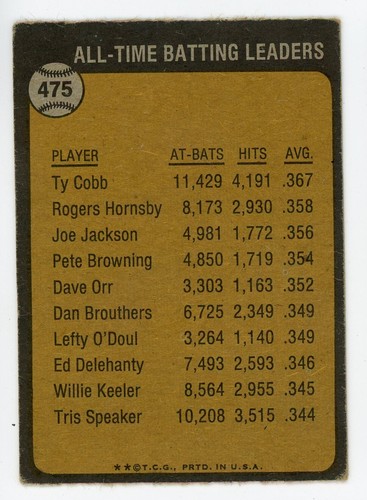 ALL-TIME BATTING LEADERS
475
PLAYER AT-BATS HITS AVG.
Ty Cobb 11,429 4,191 .367
Rogers Hornsby 8,173 2,930 .358
Joe Jackson 4,981 1,772 .356
Pete Browning 4,850 1,719 .354
Dave Orr 3,303 1,163 .352
Dan Brouthers 6,725 2,349 .349
Lefty O'Doul 3,264 1,140 .349
Ed Delehanty 7,493 2,593 .346
Willie Keeler 8,564 2,955 .345
Tris Speaker 10,208 3,515 .344
★★©T.C.G., PRTD. IN U.S.A.